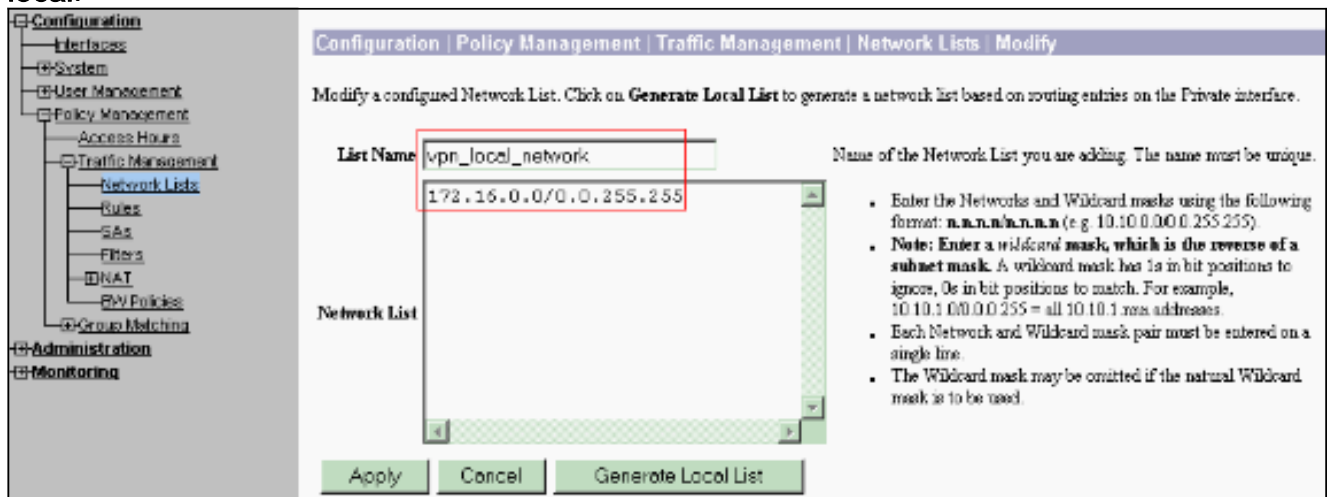 local.
Configuration
Interfaces
System
User Management
Policy Management
Access Hours
Traffic Management
Network Lists
Rules
SAs
Filters
NAT
BW Policies
Group Matching
Administration
Monitoring
Configuration | Policy Management | Traffic Management | Network Lists | Modify
Modify a configured Network List. Click on Generate Local List to generate a network list based on routing entries on the Private interface.
List Name vpn_local_network Name of the Network List you are adding. The name must be unique.
Network List
172.16.0.0/0.0.255.255
• Enter the Networks and Wildcard masks using the following
format: n.n.n.n/n.n.n.n (e.g. 10.10.0.0/0.0.255.255).
• Note: Enter a wildcard mask, which is the reverse of a
subnet mask. A wildcard mask has 1s in bit positions to
ignore, 0s in bit positions to match. For example,
10.10.1.0/0.0.0.255 = all 10.10.1.nnn addresses.
• Each Network and Wildcard mask pair must be entered on a
single line.
• The Wildcard mask may be omitted if the natural Wildcard
mask is to be used.
Apply Cancel Generate Local List